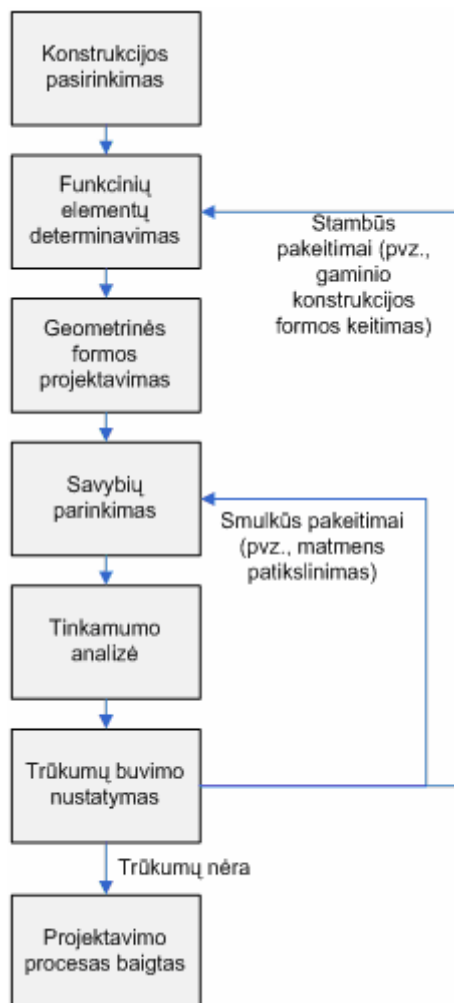 Konstrukcijos
pasirinkimas
Funkcinių
elementų
determinavimas
Stambūs
pakeitimai (pvz.,
gaminio
konstrukcijos
formos keitimas)
Geometrinės
formos
projektavimas
Savybių
parinkimas
Smulkūs pakeitimai
(pvz., matmens
patikslinimas)
Tinkamumo
analizė
Trūkumų buvimo
nustatymas
Trūkumų nėra
Projektavimo
procesas baigtas